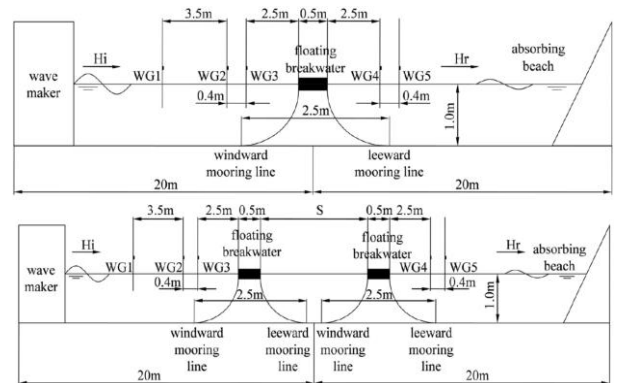 3.5m 2.5m 0.5m 2.5m
floating
breakwater
absorbing
beach
wave
maker
Hi
WG1 WG2 WG3 WG4 WG5
Hr
0.4m 0.4m
2.5m
1.0m
windward
mooring line
leeward
mooring line
20m 20m
3.5m 2.5m 0.5m S 0.5m 2.5m
floating
breakwater
floating
breakwater
wave
maker
Hi
WG1 WG2 WG3 WG4 WG5
Hr
absorbing
beach
0.4m 0.4m
2.5m 2.5m
1.0m
windward
mooring
line
leeward
mooring
line
windward
mooring
line
leeward
mooring
line
20m 20m